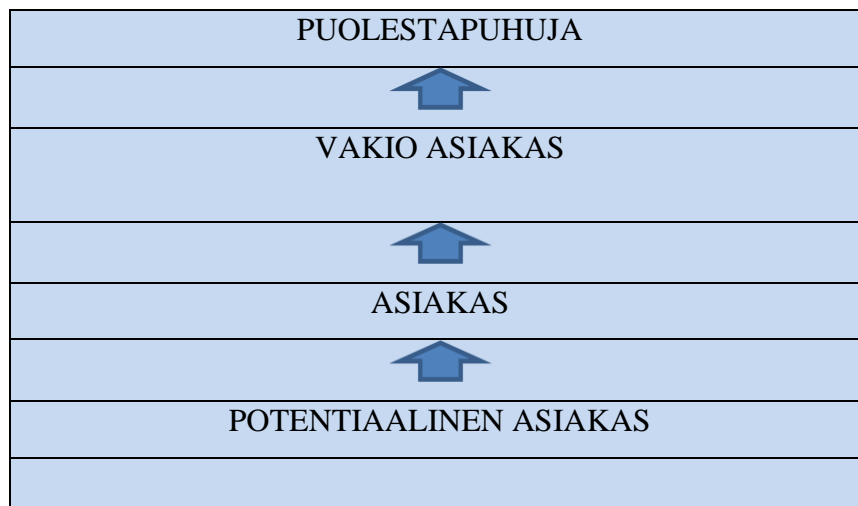 PUOLESTAPUHUJA
VAKIO ASIAKAS
ASIAKAS
POTENTIAALINEN ASIAKAS